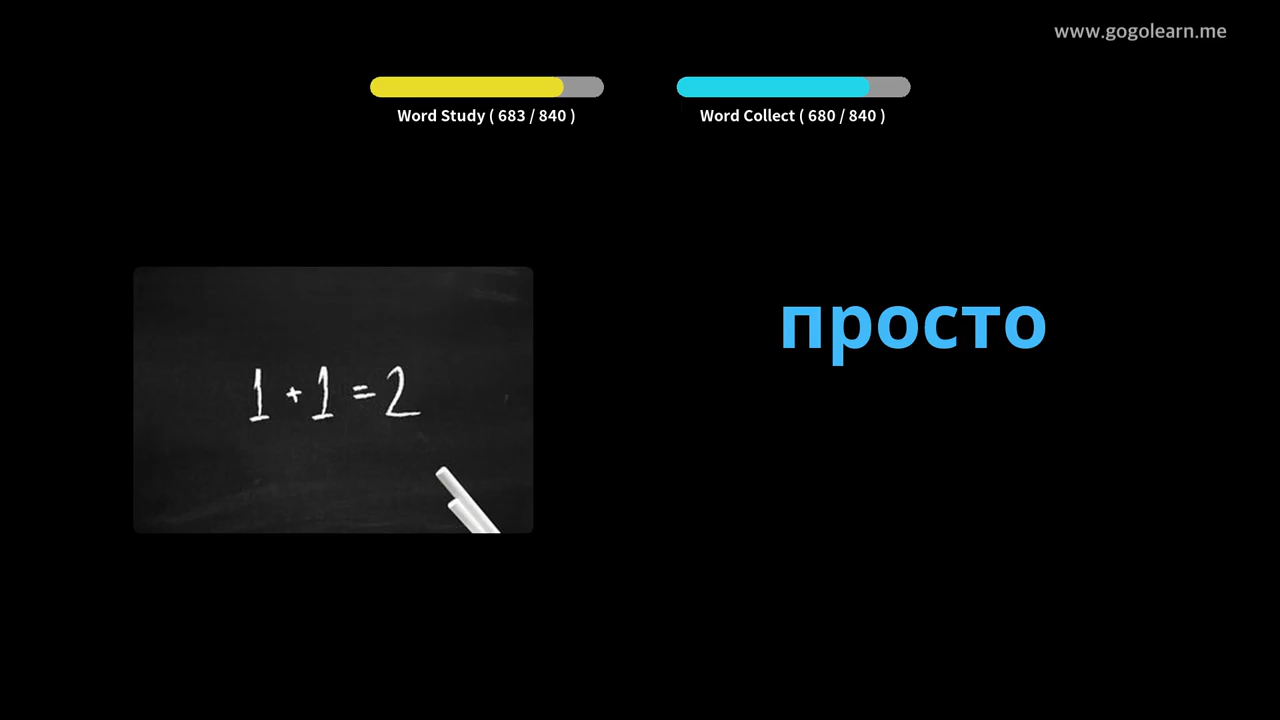 www.gogolearn.me
Word Study ( 683 / 840 )
Word Collect ( 680 / 840 )
1 + 1 = 2
просто